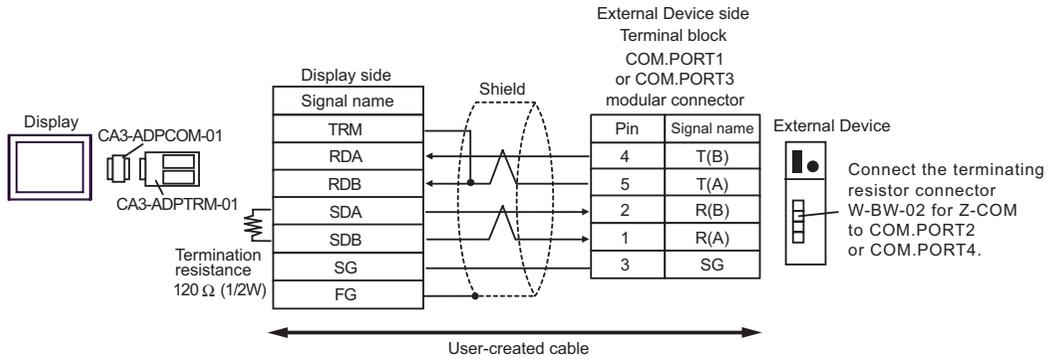 External Device side
Terminal block
COM.PORT1
or COM.PORT3
modular connector
Display side
Shield
Signal name
TRM
RDA
RDB
SDA
SDB
SG
FG
Pin Signal name
4 T(B)
5 T(A)
2 R(B)
1 R(A)
3 SG
Display
CA3-ADPCOM-01
CA3-ADPTRM-01
Termination
resistance
120 Ω (1/2W)
External Device
Connect the terminating
resistor connector
W-BW-02 for Z-COM
to COM.PORT2
or COM.PORT4.
User-created cable